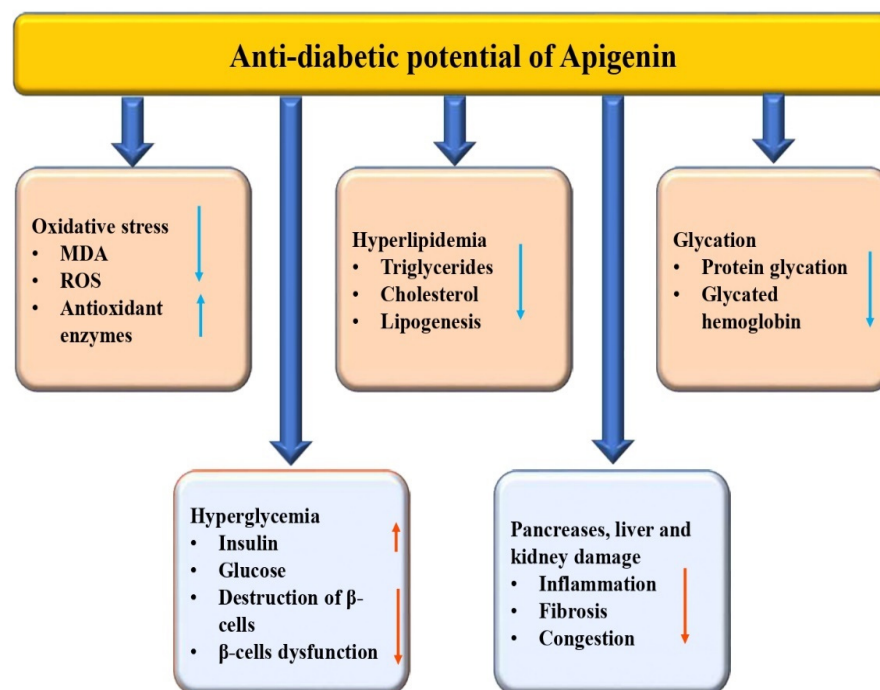 Anti-diabetic potential of Apigenin
Oxidative stress
• MDA
• ROS
• Antioxidant
enzymes
Hyperlipidemia
• Triglycerides
• Cholesterol
• Lipogenesis
Glycation
• Protein glycation
• Glycated
hemoglobin
Hyperglycemia
• Insulin
• Glucose
• Destruction of β-
cells
• β-cells dysfunction
Pancreases, liver and
kidney damage
• Inflammation
• Fibrosis
• Congestion